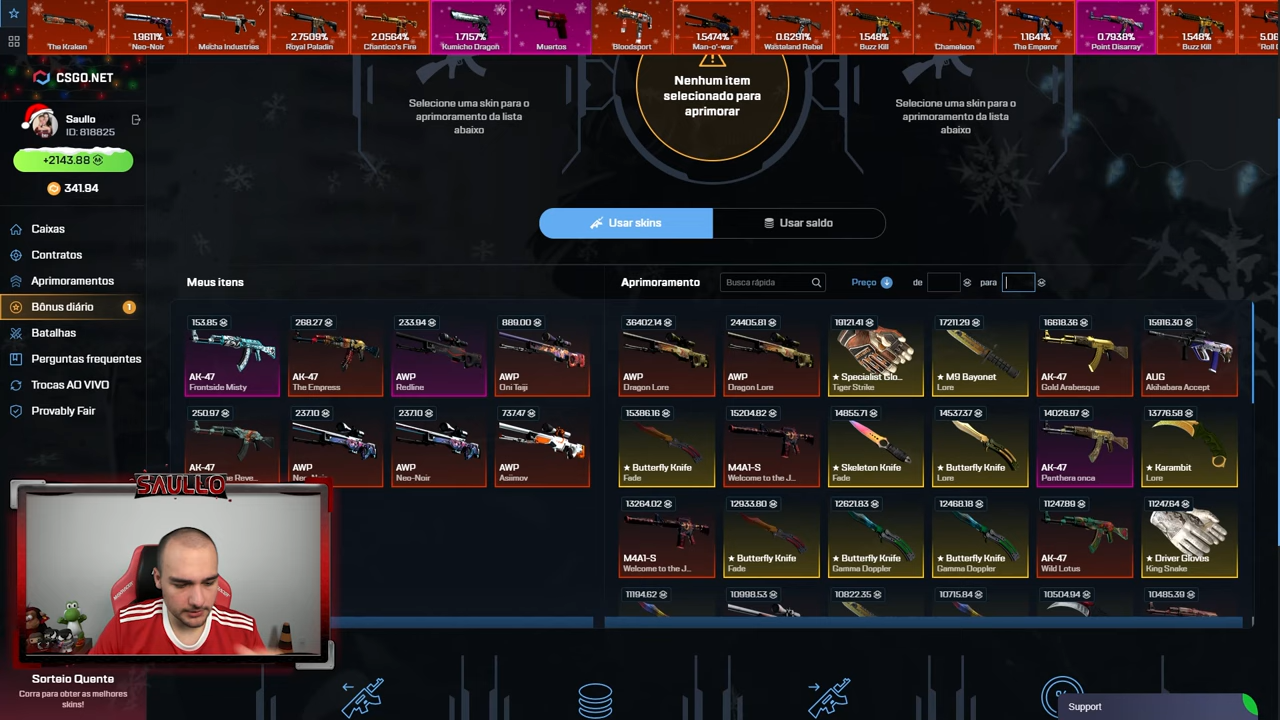 The Kraken
1.9611%
Neo-Noir
Mecha Industries
2.7509%
Royal Paladin
2.0564%
Chantico's Fire
1.7157%
Kumicho Dragon
Muertos
Bloodsport
1.5474%
Man-o'-war
0.6291%
Wasteland Rebel
1.548%
Buzz Kill
Chameleon
1.1641%
The Emperor
0.7938%
Point Disarray
1.548%
Buzz Kill
CSGO.NET
Saullo
ID: 818825
+2143.88
341.94
Caixas
Contratos
Aprimoramentos
Bônus diário
1
Batalhas
Perguntas frequentes
Trocas AO VIVO
Provably Fair
Selecione uma skin para o
aprimoramento da lista
abaixo
Nenhum item
selecionado para
aprimorar
Selecione uma skin para o
aprimoramento da lista
abaixo
Usar skins
Usar saldo
Meus itens
153.85
AK-47
Frontside Misty
268.27
AK-47
The Empress
233.94
AWP
Redline
889.00
AWP
Oni Taiji
250.97
AK-47
237.10
AWP
237.10
AWP
Neo-Noir
737.47
AWP
Asiimov
Aprimoramento
Busca rápida
Preço
de
para
36402.14
AWP
Dragon Lore
24405.81
AWP
Dragon Lore
19121.41
★ Specialist Glo...
Tiger Strike
17211.29
★ M9 Bayonet
Lore
16618.36
AK-47
Gold Arabesque
15916.30
AUG
Akihabara Accept
15386.16
★ Butterfly Knife
Fade
15204.82
M4A1-S
Welcome to the J...
14855.71
★ Skeleton Knife
Fade
14537.37
★ Butterfly Knife
Lore
14026.97
AK-47
Panthera onca
13776.58
★ Karambit
Lore
13264.02
M4A1-S
Welcome to the J...
12933.80
★ Butterfly Knife
Fade
12621.83
★ Butterfly Knife
Gamma Doppler
12468.18
★ Butterfly Knife
Gamma Doppler
11247.89
AK-47
Wild Lotus
11247.64
★ Driver Gloves
King Snake
11194.62
10998.53
10822.35
10715.84
10504.94
10485.39
SAULLO
Sorteio Quente
Corra para obter as melhores
skins!
Support